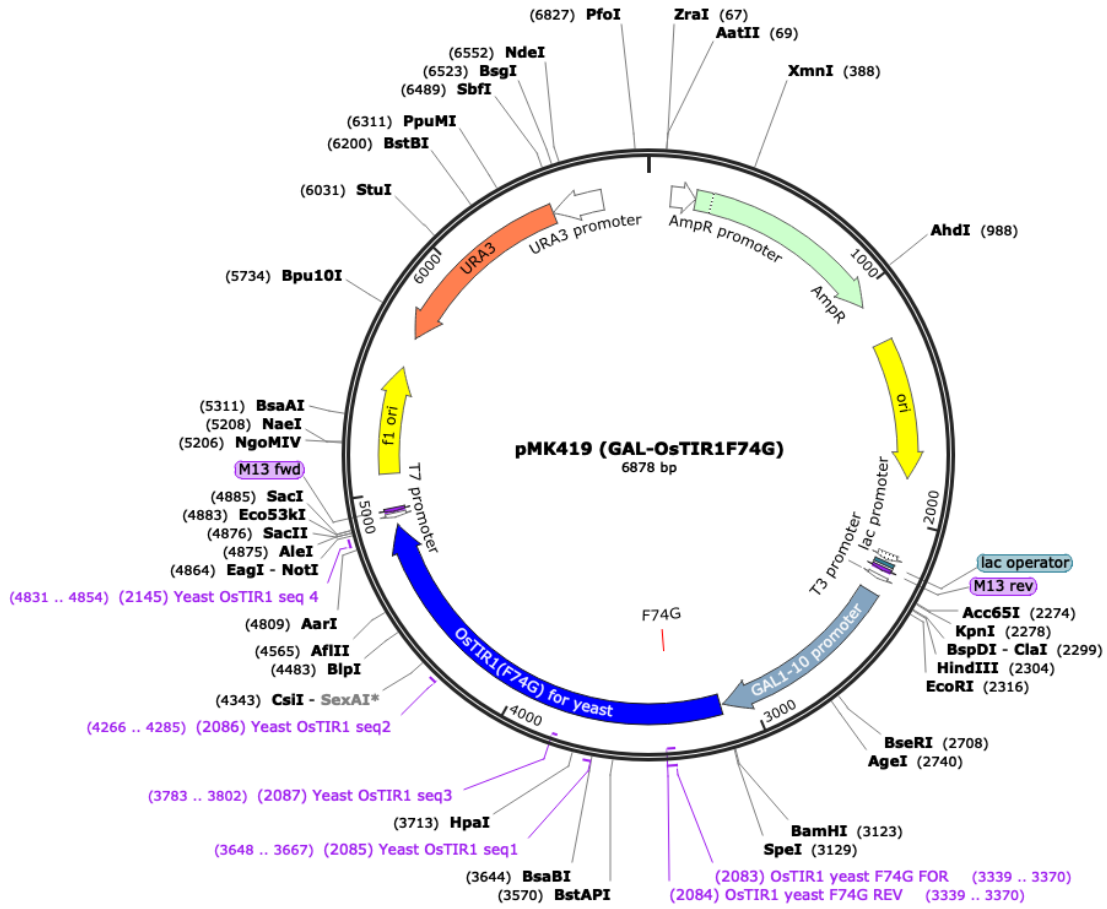 (6827) PfoI
ZraI (67)
AatII (69)
XmnI (388)
AhdI (988)
(6552) NdeI
(6523) BsgI
(6489) SbfI
(6311) PpuMI
(6200) BstBI
(6031) StuI
(5734) Bpu10I
(5311) BsaAI
(5208) NaeI
(5206) NgoMIV
M13 fwd
(4885) SacI
(4883) Eco53kI
(4876) SacII
(4875) AleI
(4864) EagI - NotI
(4831 .. 4854) (2145) Yeast OsTIR1 seq 4
(4809) AarI
(4565) AflII
(4483) BlpI
(4343) CsiI - SexAI*
(4266 .. 4285) (2086) Yeast OsTIR1 seq2
(3783 .. 3802) (2087) Yeast OsTIR1 seq3
(3713) HpaI
(3648 .. 3667) (2085) Yeast OsTIR1 seq1
(3644) BsaBI
(3570) BstAPI
URA3 promoter
URA3
AmpR promoter
AmpR
ori
f1 ori
T7 promoter
lac promoter
T3 promoter
GAL1-10 promoter
OsTIR1(F74G) for yeast
F74G
pMK419 (GAL-OsTIR1F74G)
6878 bp
1000
2000
3000
4000
5000
6000
lac operator
M13 rev
Acc65I (2274)
KpnI (2278)
BspDI - ClaI (2299)
HindIII (2304)
EcoRI (2316)
BseRI (2708)
AgeI (2740)
BamHI (3123)
SpeI (3129)
(2083) OsTIR1 yeast F74G FOR (3339 .. 3370)
(2084) OsTIR1 yeast F74G REV (3339 .. 3370)